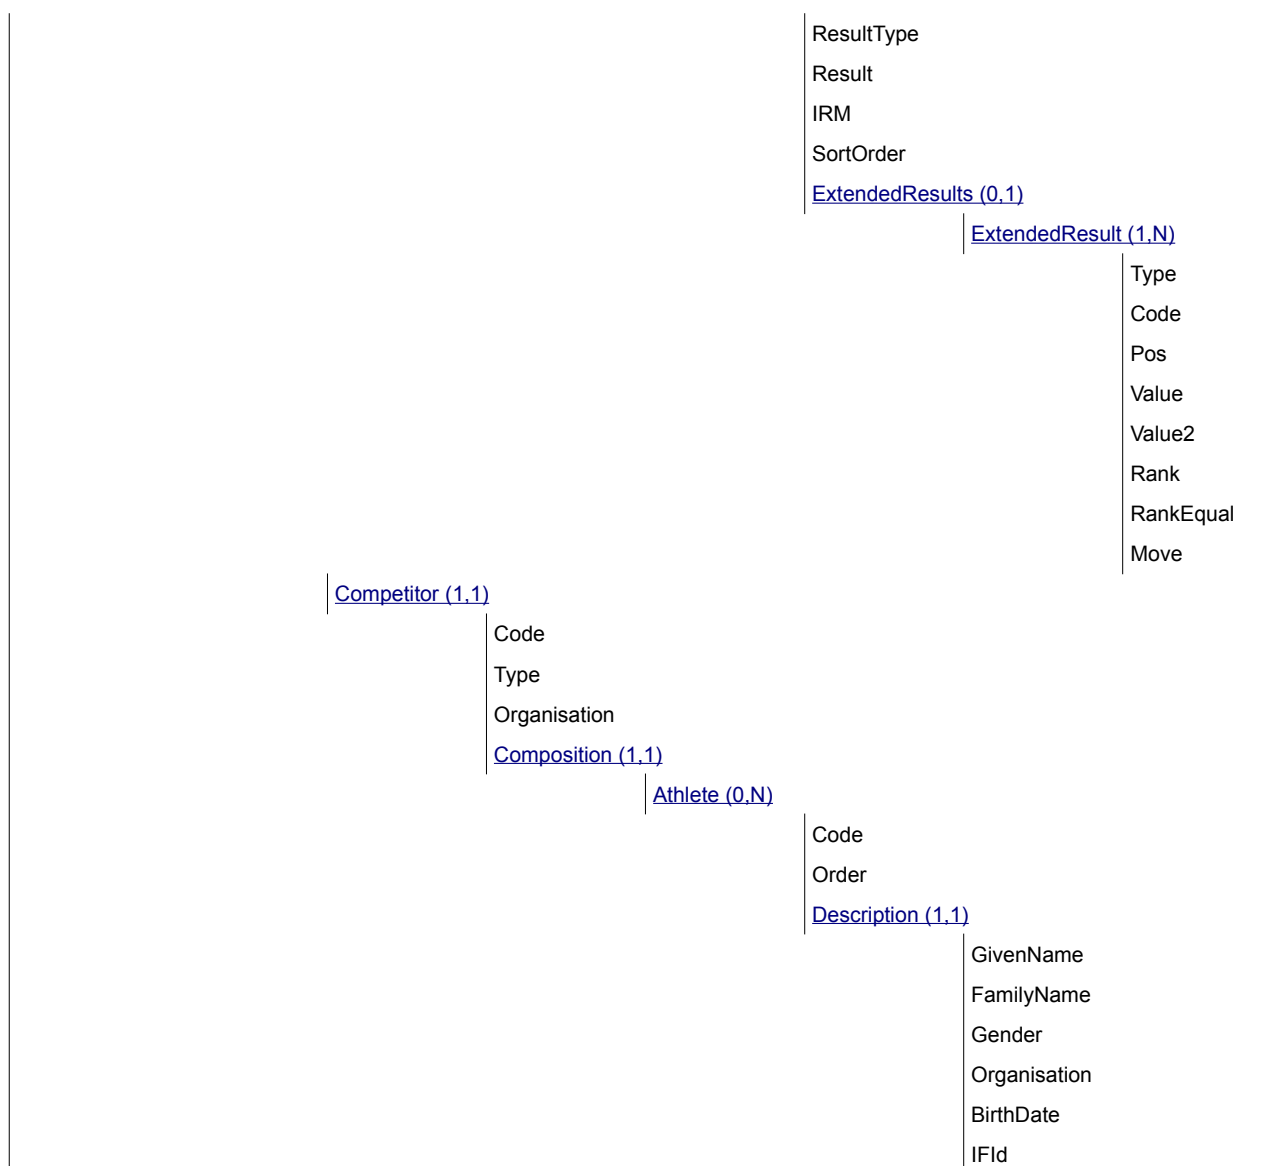 ResultType
Result
IRM
SortOrder
ExtendedResults (0,1)
ExtendedResult (1,N)
Type
Code
Pos
Value
Value2
Rank
RankEqual
Move
Competitor (1,1)
Code
Type
Organisation
Composition (1,1)
Athlete (0,N)
Code
Order
Description (1,1)
GivenName
FamilyName
Gender
Organisation
BirthDate
IFId